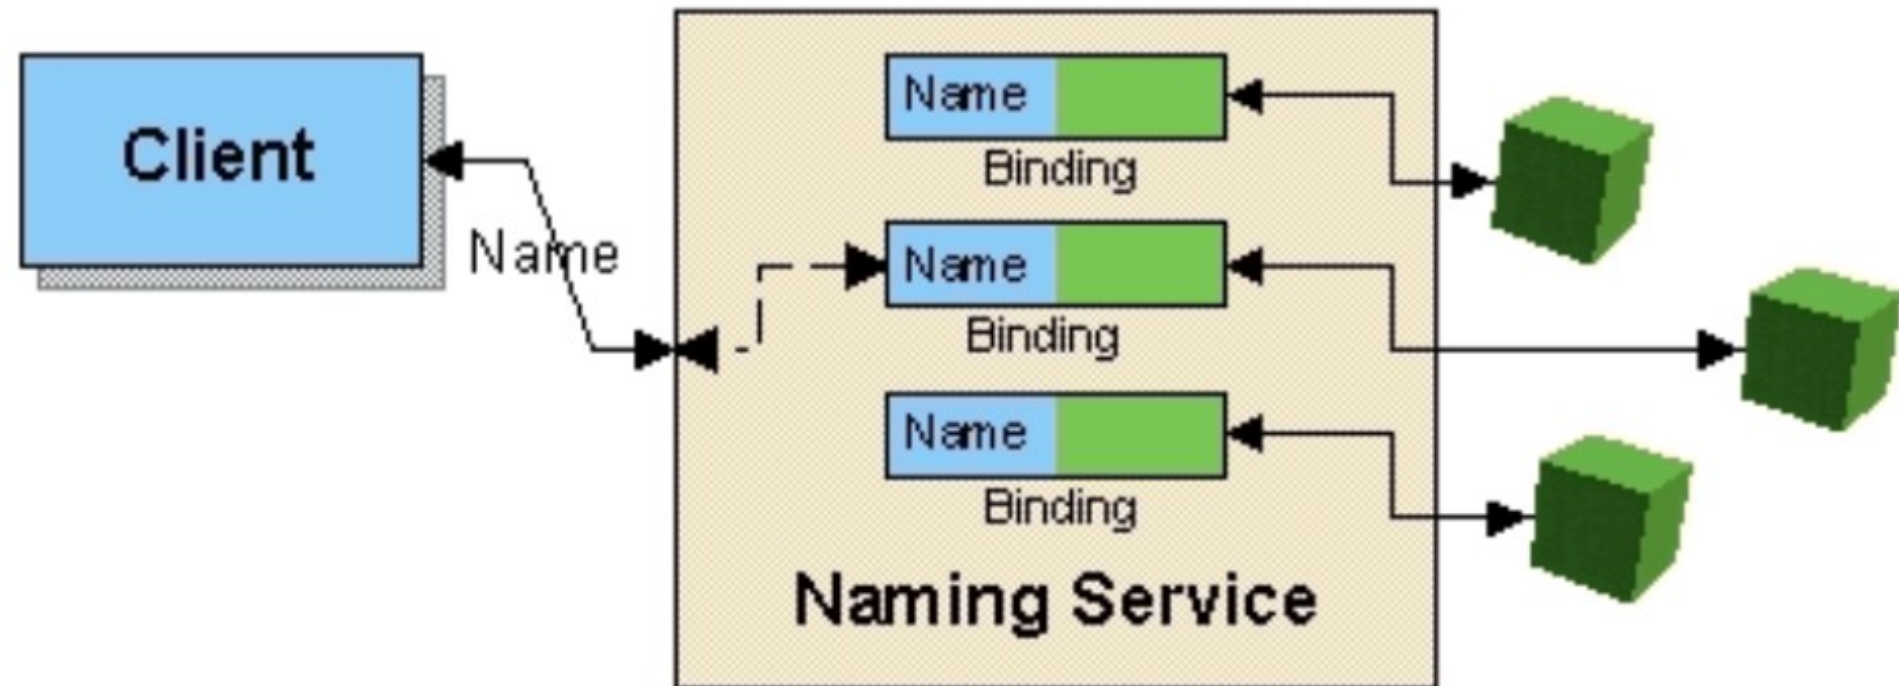 Client
Name
Name
Binding
Name
Binding
Name
Binding
Naming Service